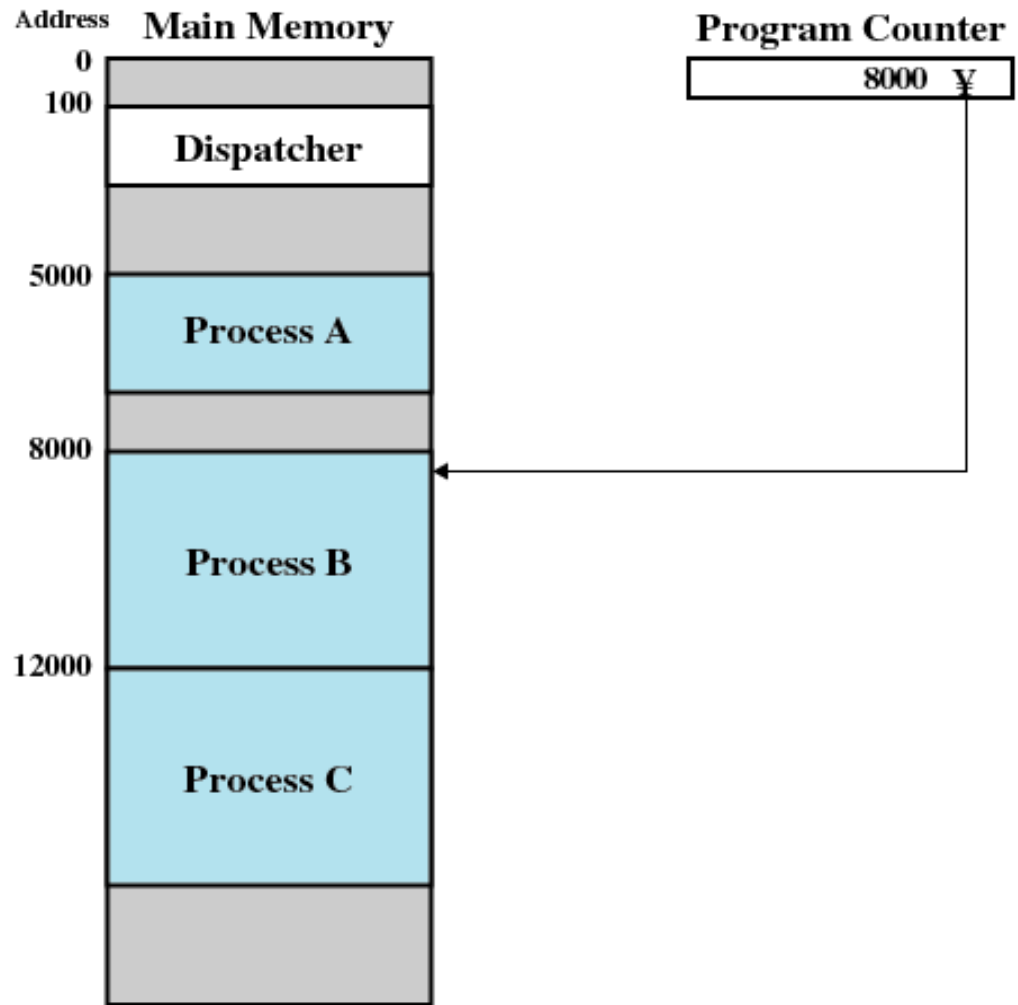 Address
Main Memory
0
100
Dispatcher
5000
Process A
8000
Process B
12000
Process C
Program Counter
8000 ¥